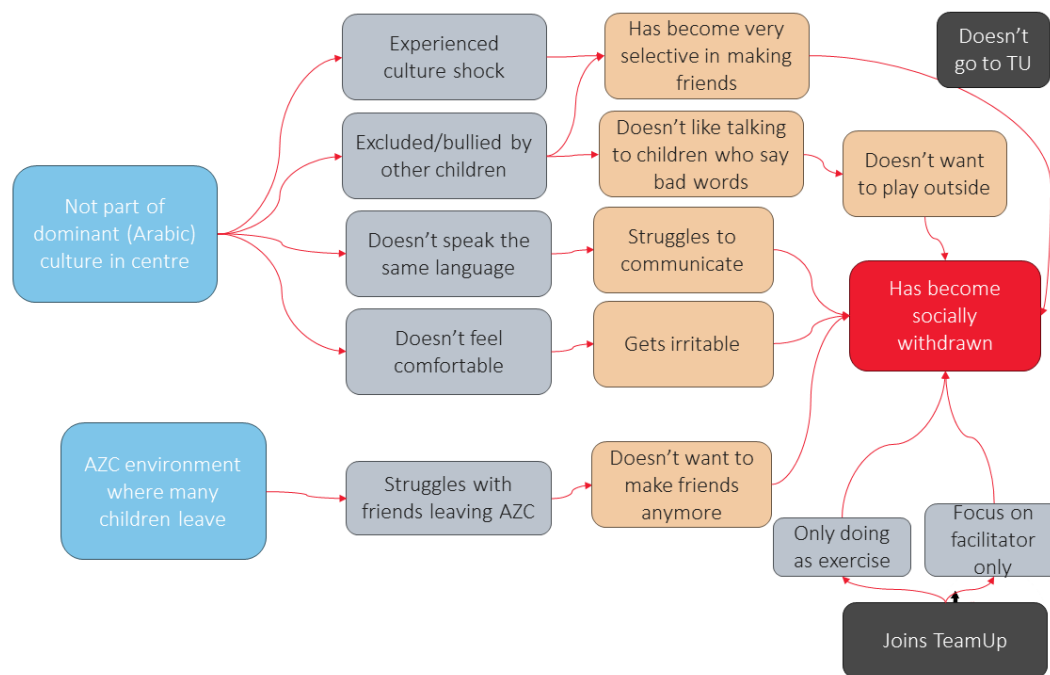 Experienced
culture shock
Has become very
selective in making
friends
Doesn't
go to TU
Excluded/bullied by
other children
Doesn't like talking
to children who say
bad words
Doesn't want
to play outside
Not part of
dominant (Arabic)
culture in centre
Doesn't speak the
same language
Struggles to
communicate
Has become
socially
withdrawn
Doesn't feel
comfortable
Gets irritable
AZC environment
where many
children leave
Struggles with
friends leaving AZC
Doesn't want to
make friends
anymore
Only doing
as exercise
Focus on
facilitator
only
Joins TeamUp